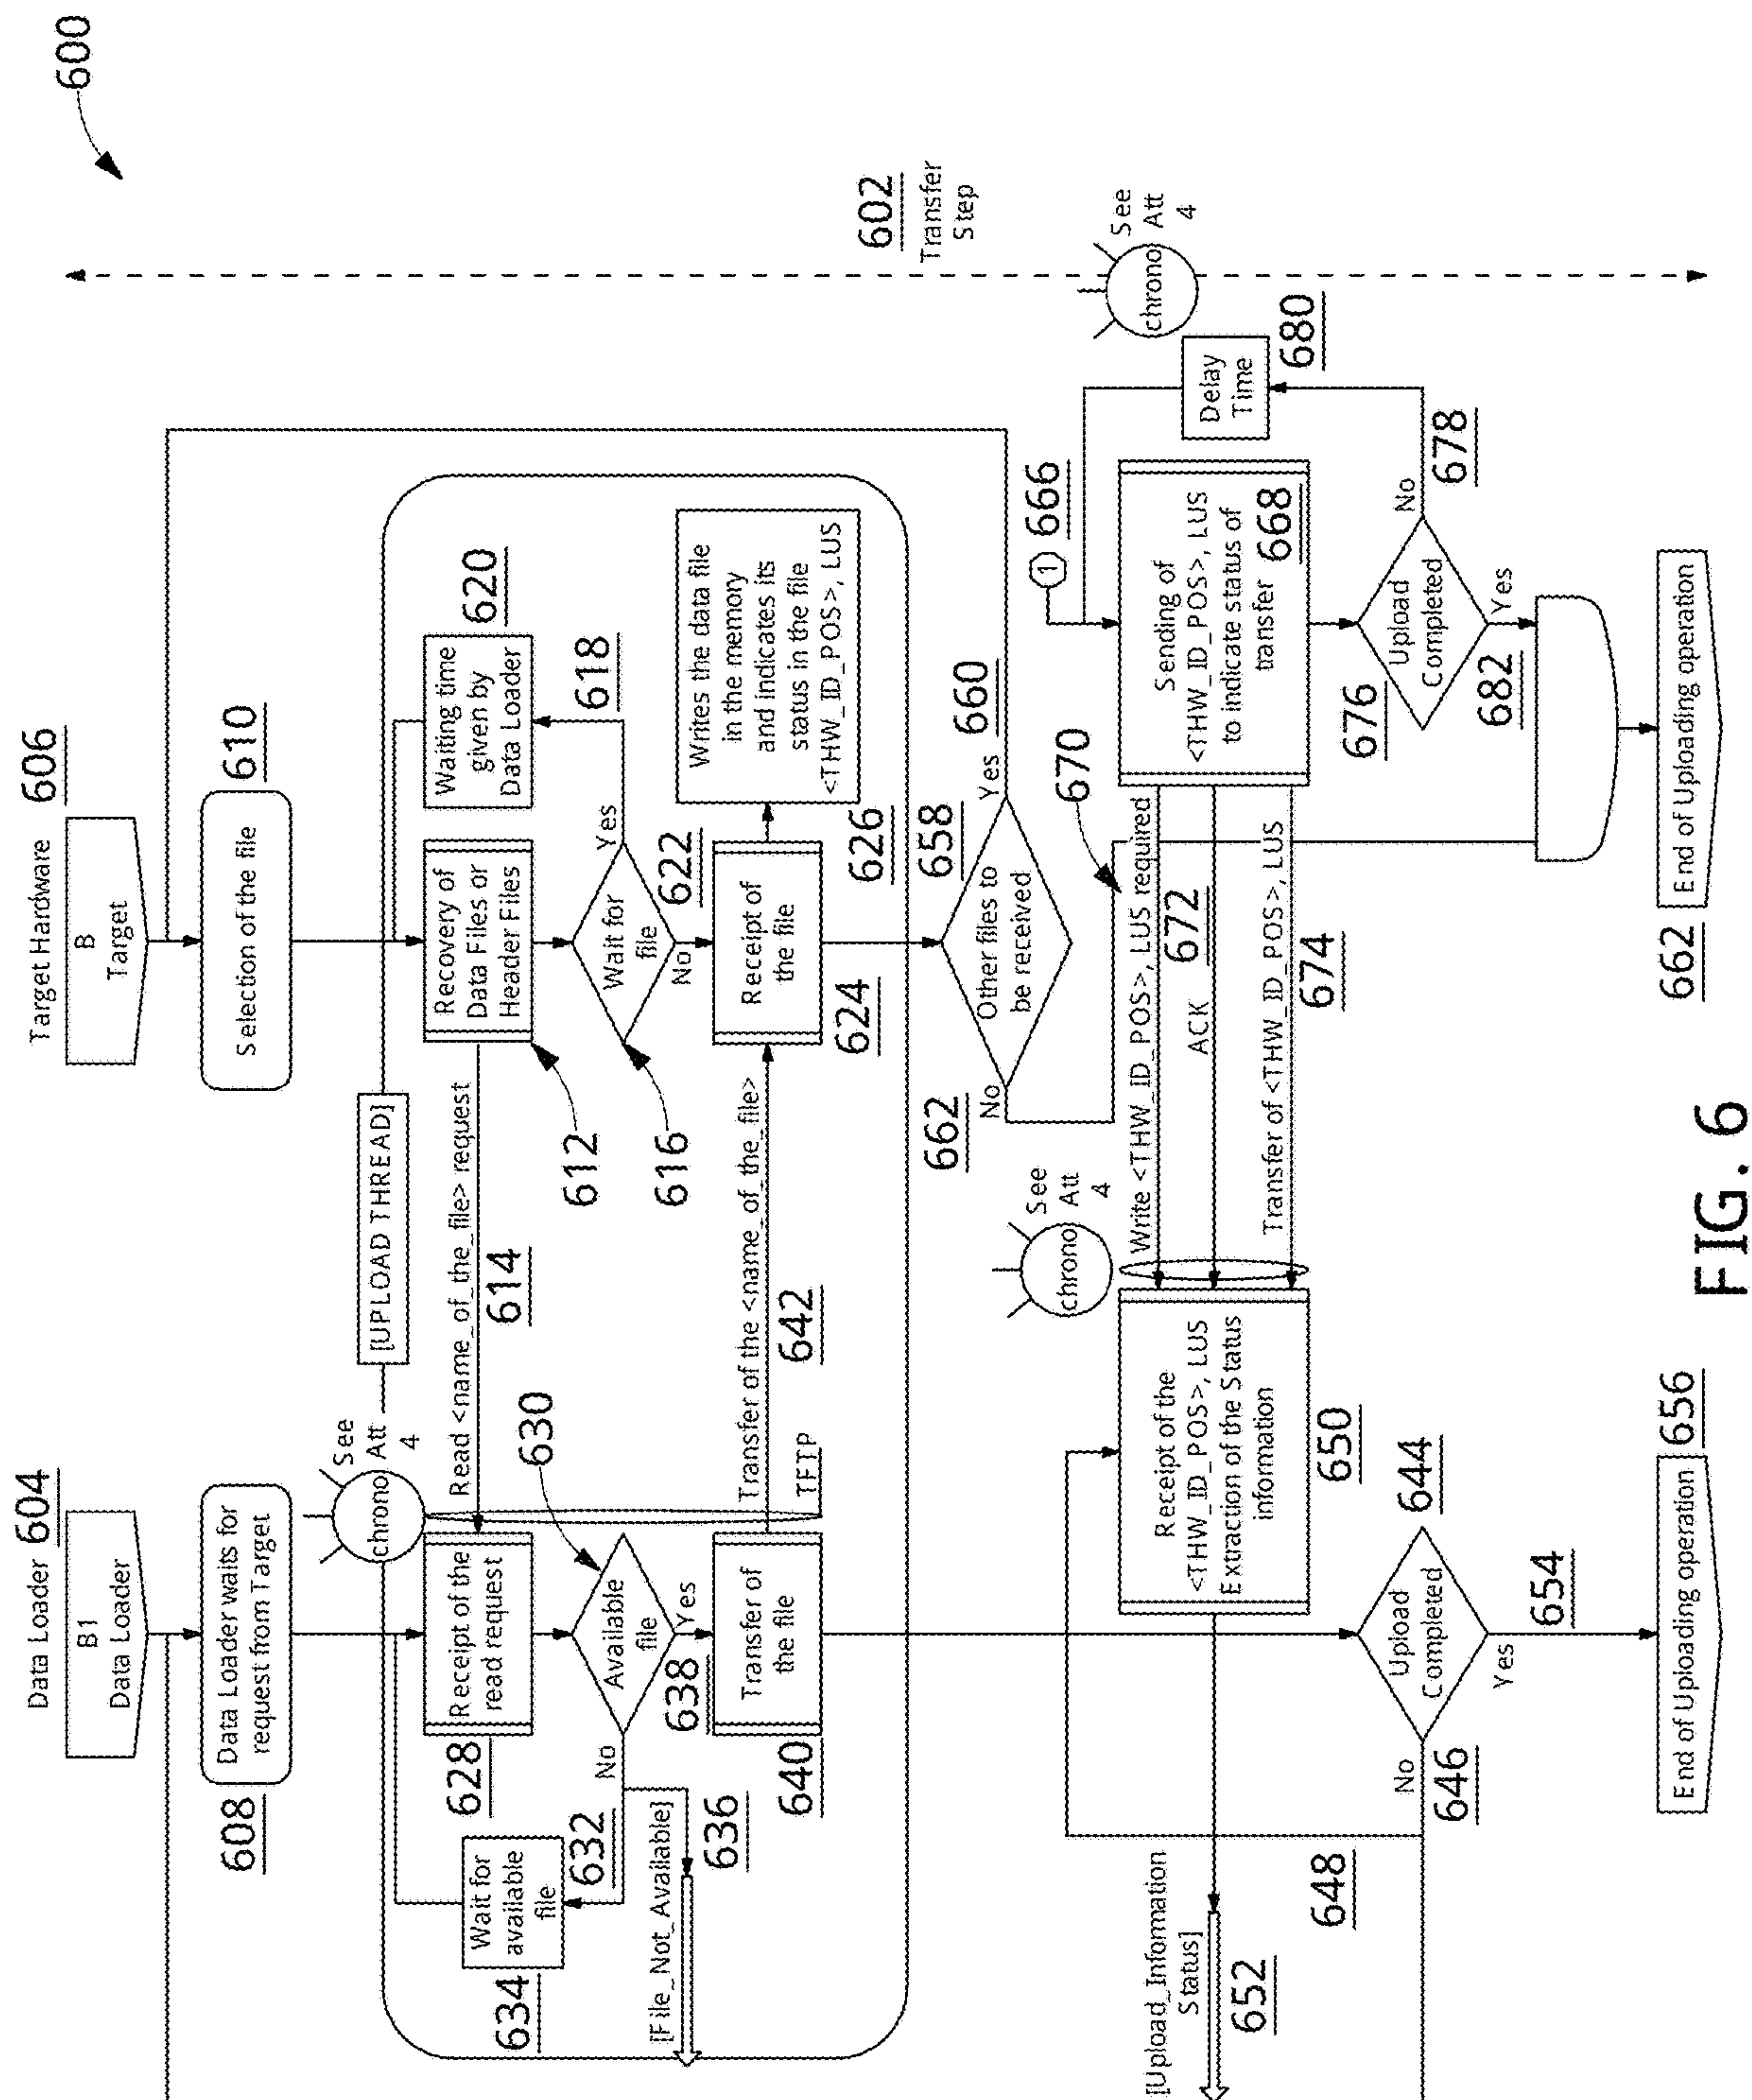 600
602
Transfer
Step
Data Loader 604
B1
Data Loader
Target Hardware 606
B
Target
608
Data Loader waits for
request from Target
Selection of the file
610
chrono
See
Att
4
[UPLOAD THREAD]
634
Wait for
available
file
628
Receipt of the
read request
Read <name_of_the_file> request
614
Recovery of
Data Files or
Header Files
612
Waiting time
given by
Data Loader
620
632
No
Available
file
630
Yes
638
616
Wait for
file
Yes
618
No
622
[File_Not_Available]
636
640
Transfer of
the file
Transfer of the <name_of_the_file>
642
TFTP
Receipt of
the file
624
626
Writes the data file
in the memory
and indicates its
status in the file
<THW_ID_POS>, LUS
662
No
Other files to
be received
658
Yes
660
670
chrono
See
Att
4
1
666
chrono
See
Att
4
[Upload_Infomation
Status]
652
648
Receipt of the
<THW_ID_POS>, LUS
Extraction of the Status
information
650
Write <THW_ID_POS>, LUS required
672
ACK
Transfer of <THW_ID_POS>, LUS
674
Sending of
<THW_ID_POS>, LUS
to indicate status of
transfer 668
Delay
Time
680
No
646
Upload
Completed
644
Yes
654
676
Upload
Completed
No
678
Yes
682
End of Uploading operation
656
662
End of Uploading operation
FIG. 6